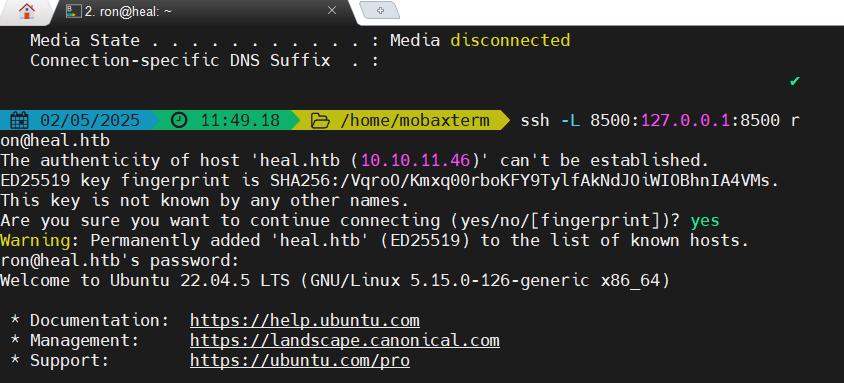 2. ron@heal: ~
Media State . . . . . . . . . . . : Media disconnected
Connection-specific DNS Suffix  . :
✔
02/05/2025 11:49.18 /home/mobaxterm ssh -L 8500:127.0.0.1:8500 r
on@heal.htb
The authenticity of host 'heal.htb (10.10.11.46)' can't be established.
ED25519 key fingerprint is SHA256:/VqroO/Kmxq00rboKFY9TylfAkNdJOiWIOBhnIA4VMs.
This key is not known by any other names.
Are you sure you want to continue connecting (yes/no/[fingerprint])? yes
Warning: Permanently added 'heal.htb' (ED25519) to the list of known hosts.
ron@heal.htb's password:
Welcome to Ubuntu 22.04.5 LTS (GNU/Linux 5.15.0-126-generic x86_64)
* Documentation:  https://help.ubuntu.com
* Management:     https://landscape.canonical.com
* Support:        https://ubuntu.com/pro